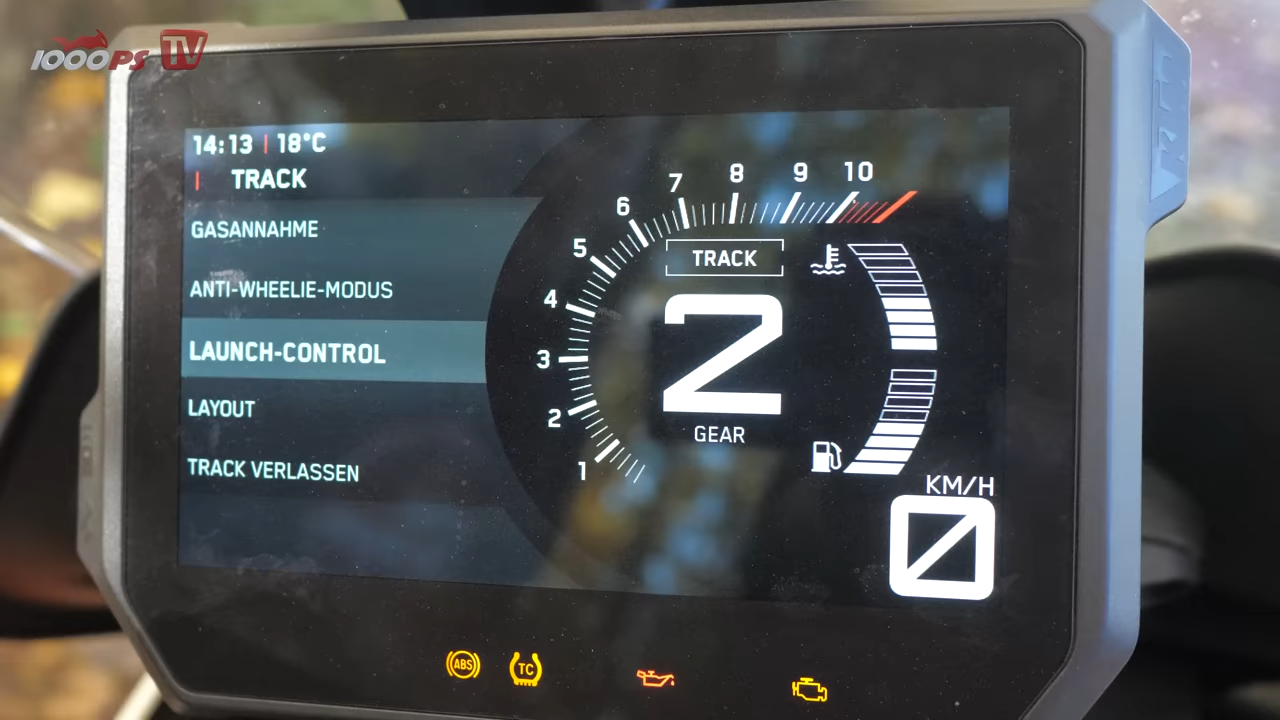 1000PS TV
14:13 | 18°C
TRACK
GASANNAHME
ANTI-WHEELIE-MODUS
LAUNCH-CONTROL
LAYOUT
TRACK VERLASSEN
1 2 3 4 5 6 7 8 9 10
TRACK
2
GEAR
KM/H
0
ABS TC
KTM